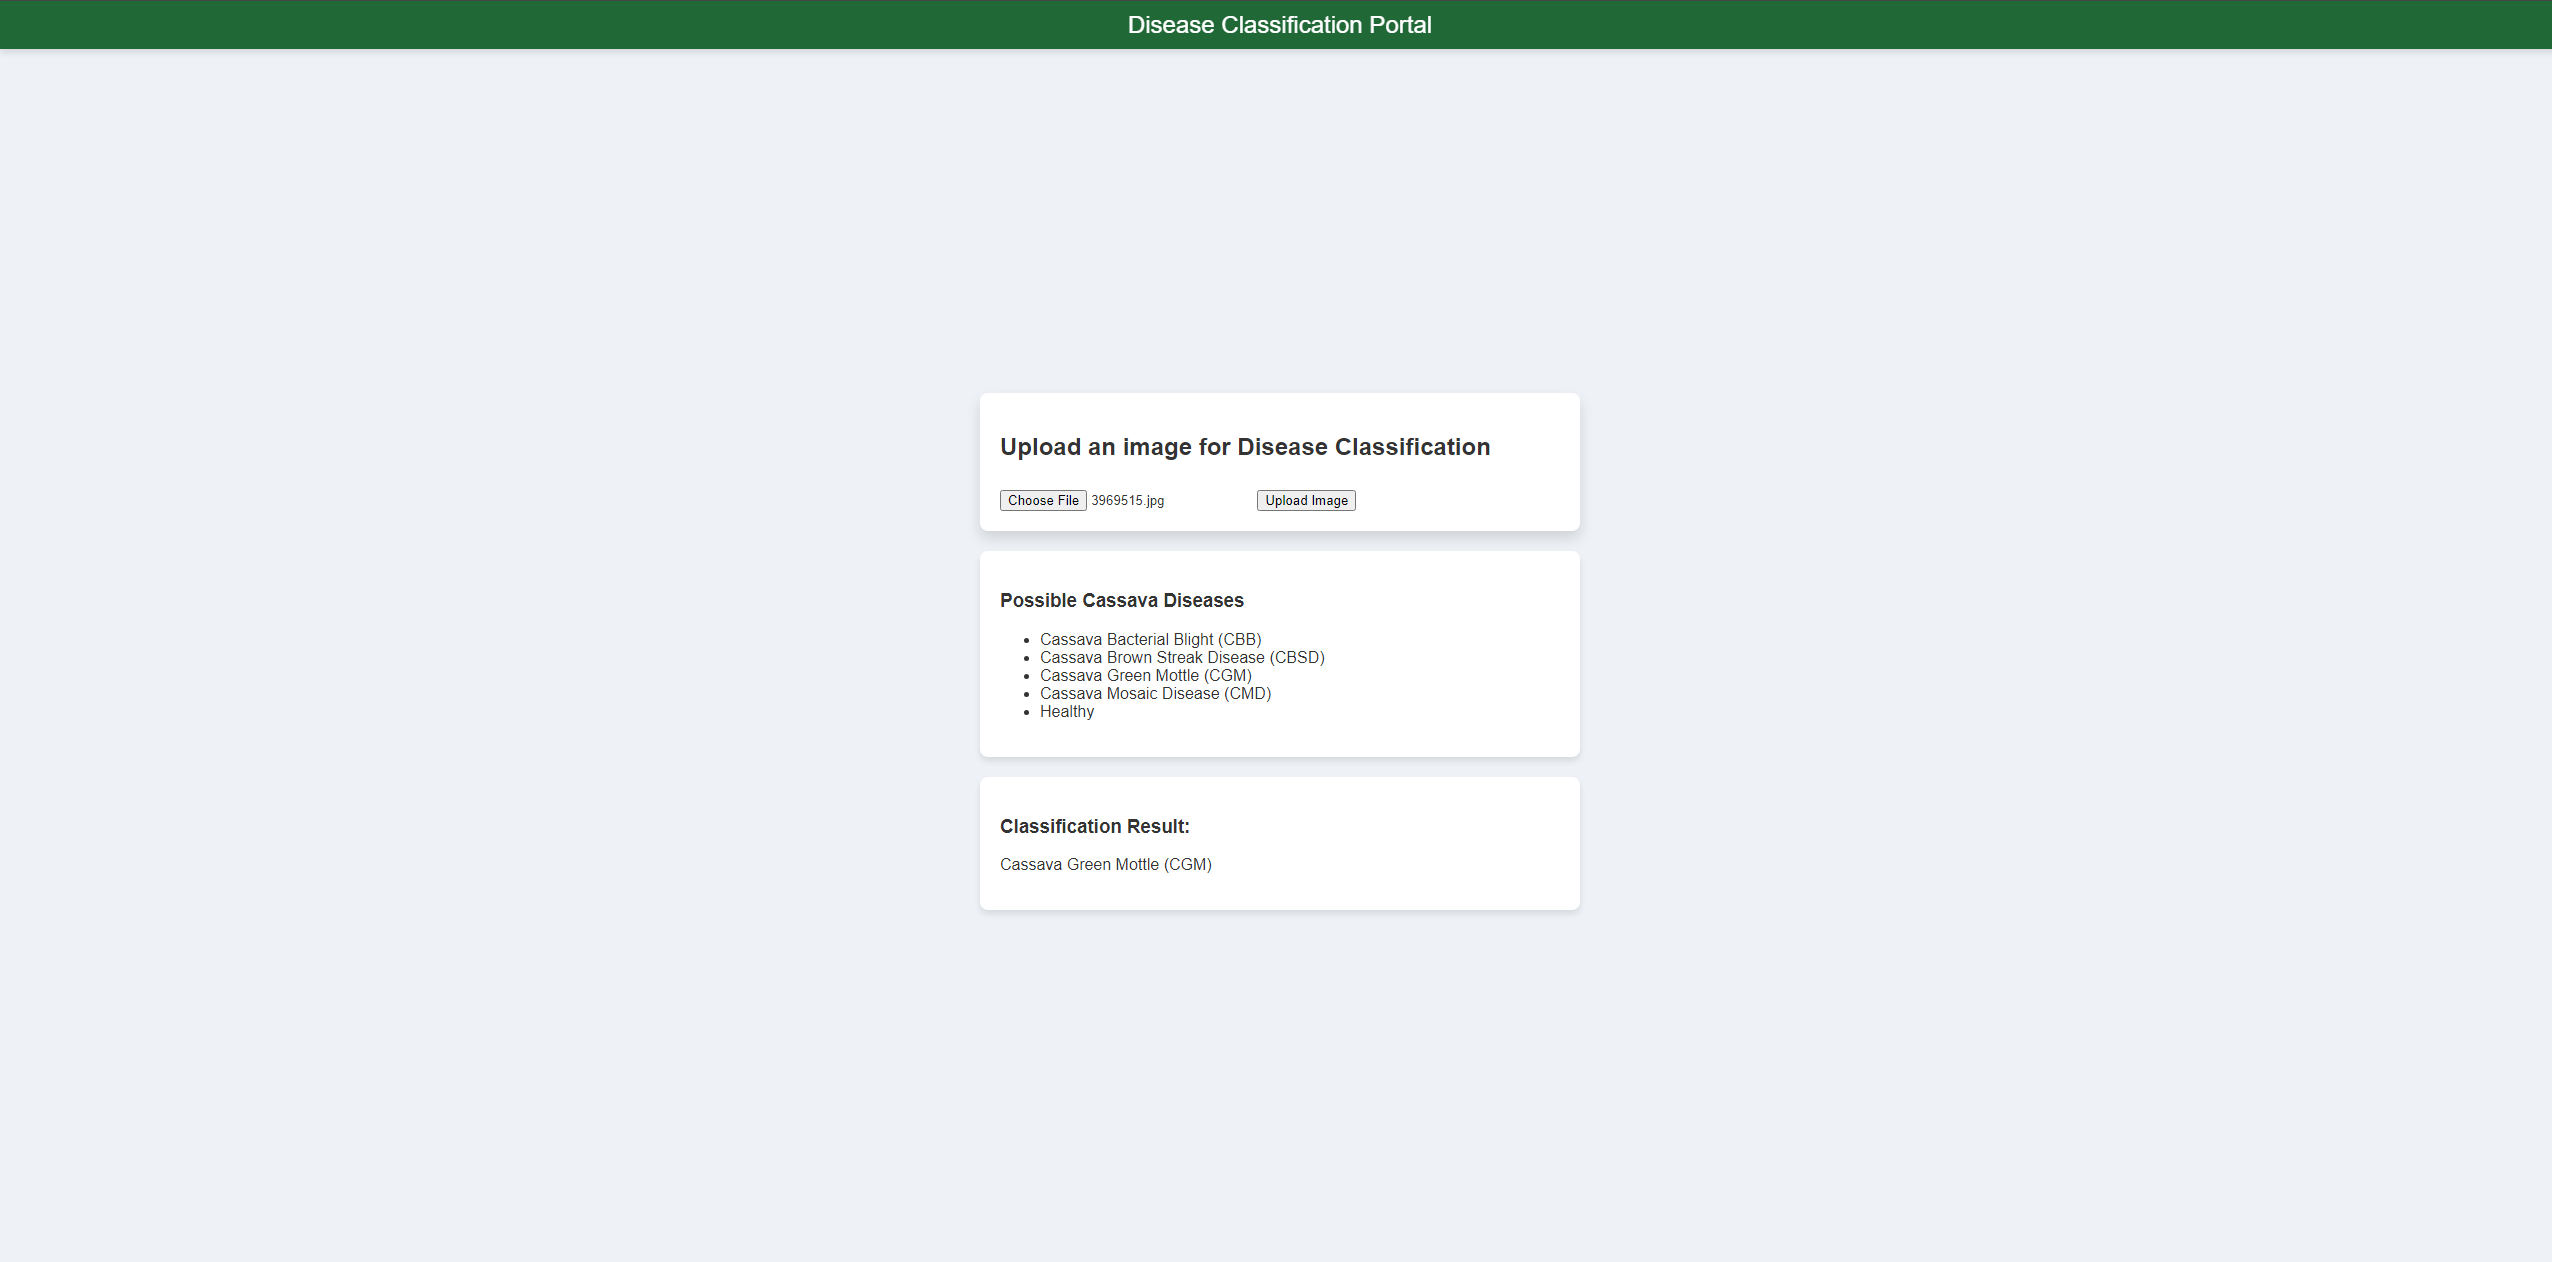 Disease Classification Portal
Upload an image for Disease Classification
Choose File 3969515.jpg Upload Image
Possible Cassava Diseases
Cassava Bacterial Blight (CBB)
Cassava Brown Streak Disease (CBSD)
Cassava Green Mottle (CGM)
Cassava Mosaic Disease (CMD)
Healthy
Classification Result:
Cassava Green Mottle (CGM)